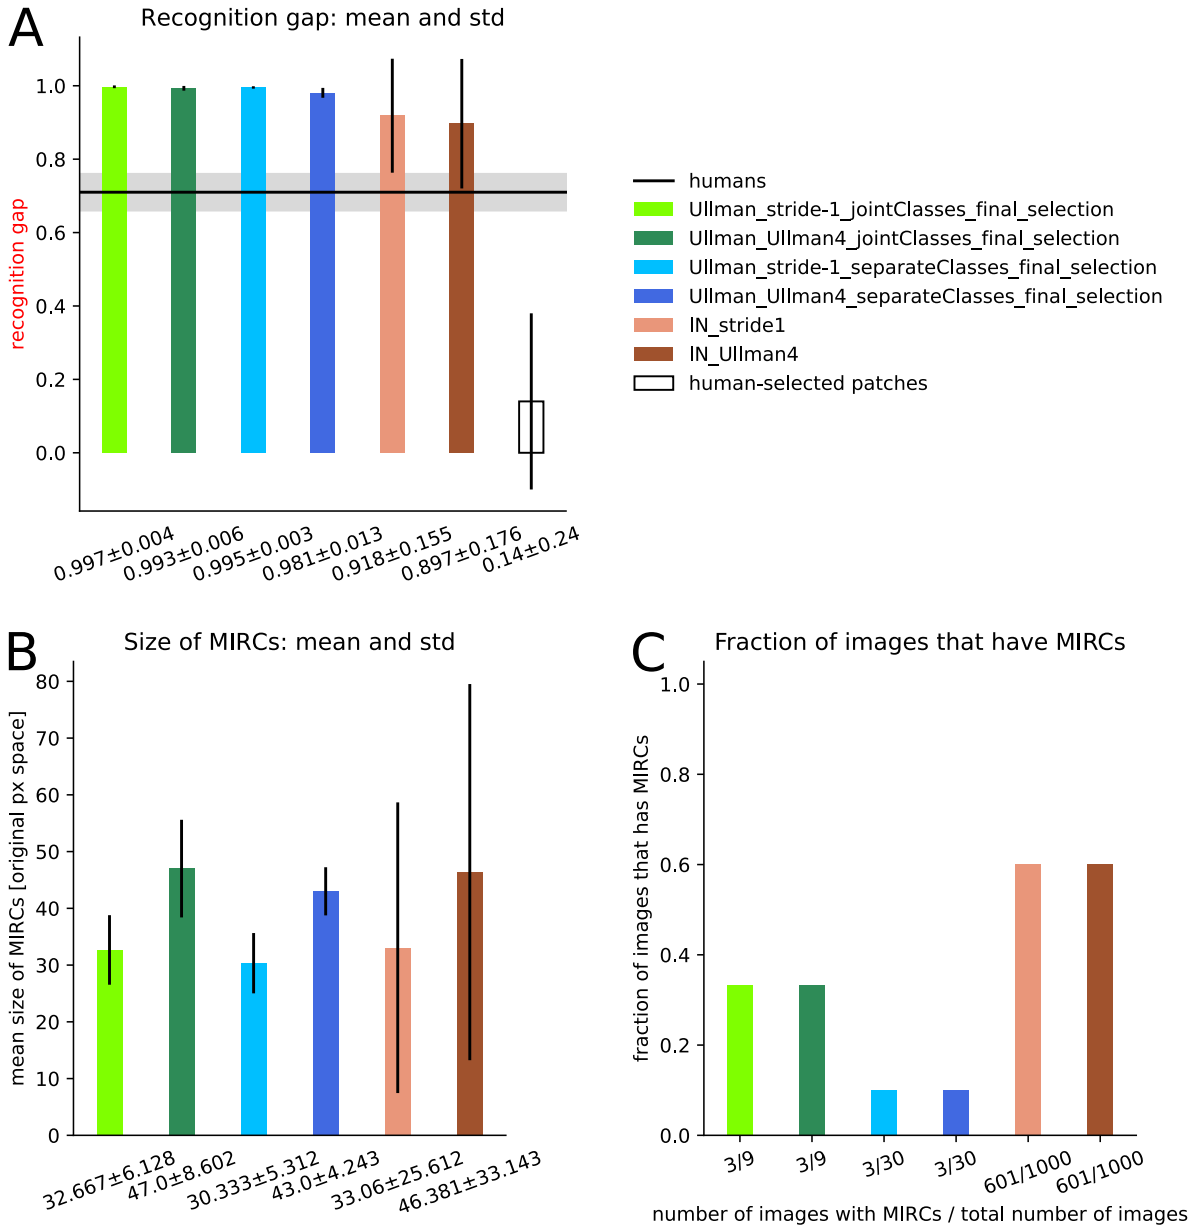 A
Recognition gap: mean and std
recognition gap
1.0
0.8
0.6
0.4
0.2
0.0
0.997±0.004
0.993±0.006
0.995±0.003
0.981±0.013
0.918±0.155
0.897±0.176
0.14±0.24
humans
Ullman_stride-1_jointClasses_final_selection
Ullman_Ullman4_jointClasses_final_selection
Ullman_stride-1_separateClasses_final_selection
Ullman_Ullman4_separateClasses_final_selection
IN_stride1
IN_Ullman4
human-selected patches
B
Size of MIRCs: mean and std
mean size of MIRCs [original px space]
80
70
60
50
40
30
20
10
0
32.667±6.128
47.0±8.602
30.333±5.312
43.0±4.243
33.06±25.612
46.381±33.143
C
Fraction of images that have MIRCs
fraction of images that has MIRCs
1.0
0.8
0.6
0.4
0.2
0.0
3/9
3/9
3/30
3/30
601/1000
601/1000
number of images with MIRCs / total number of images